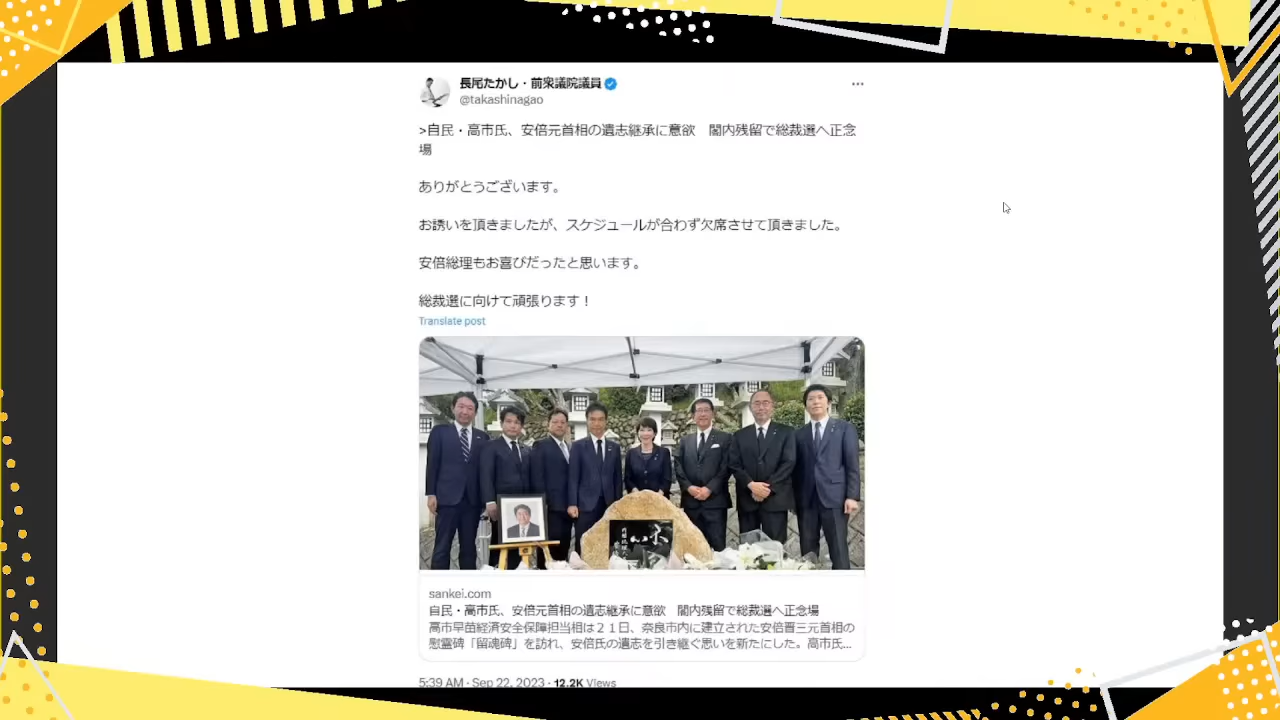 長尾たかし・前衆議院議員
@takashinagao
>自民・高市氏、安倍元首相の遺志継承に意欲　閣内残留で総裁選へ正念
場
ありがとうございます。
お誘いを頂きましたが、スケジュールが合わず欠席させて頂きました。
安倍総理もお喜びだったと思います。
総裁選に向けて頑張ります！
Translate post
sankei.com
自民・高市氏、安倍元首相の遺志継承に意欲　閣内残留で総裁選へ正念場
高市早苗経済安全保障担当相は２１日、奈良市内に建立された安倍晋三元首相の
慰霊碑「留魂碑」を訪れ、安倍氏の遺志を引き継ぐ思いを新たにした。高市氏...
5:39 AM · Sep 22, 2023 · 12.2K Views